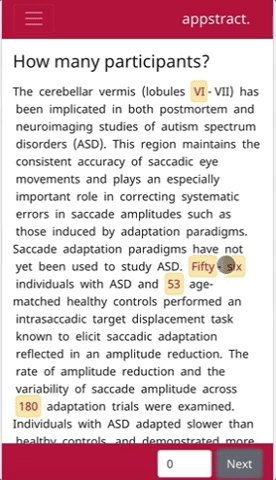 appstract.
How many participants?
The cerebellar vermis (lobules VI - VII) has
been implicated in both postmortem and
neuroimaging studies of autism spectrum
disorders (ASD). This region maintains the
consistent accuracy of saccadic eye
movements and plays an especially
important role in correcting systematic
errors in saccade amplitudes such as
those induced by adaptation paradigms.
Saccade adaptation paradigms have not
yet been used to study ASD. Fifty - six
individuals with ASD and 53 age-
matched healthy controls performed an
intrasaccadic target displacement task
known to elicit saccadic adaptation
reflected in an amplitude reduction. The
rate of amplitude reduction and the
variability of saccade amplitude across
180 adaptation trials were examined.
Individuals with ASD adapted slower than
healthy controls, and demonstrated more
0 Next